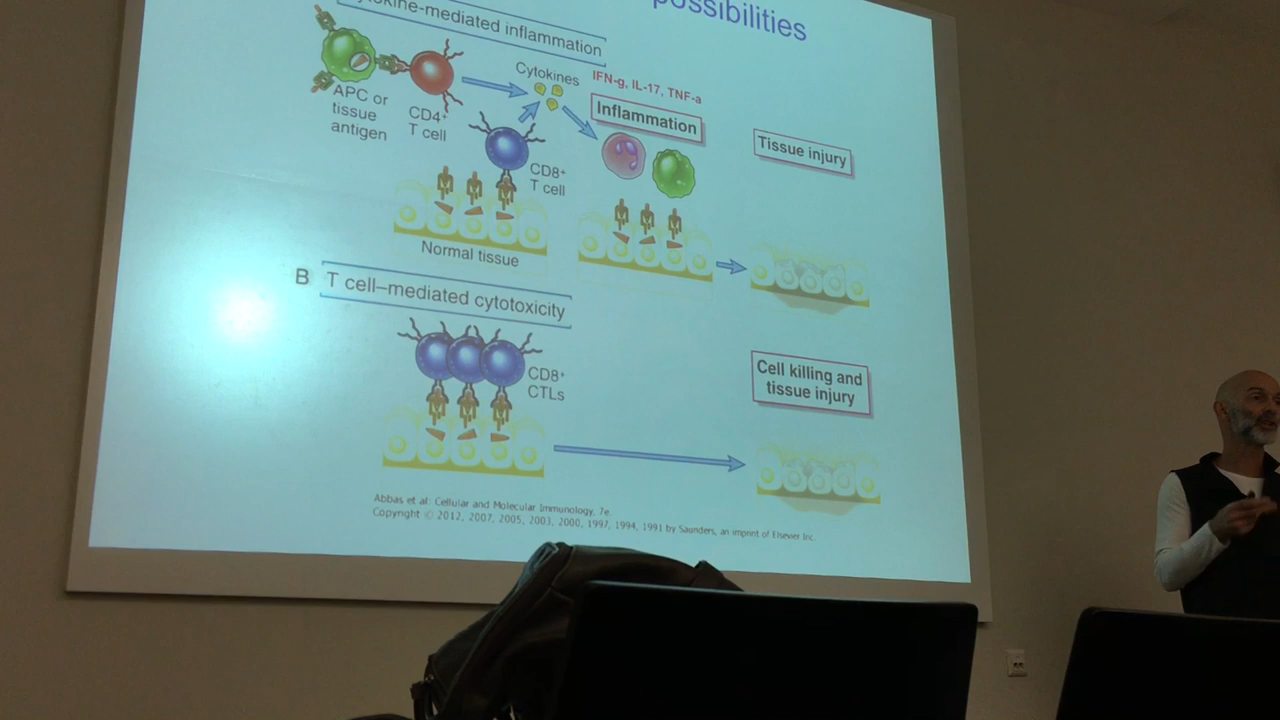 possibilities
cytokine-mediated inflammation
Cytokines
IFN-g, IL-17, TNF-a
APC or
tissue
antigen
CD4+
T cell
Inflammation
Tissue injury
CD8+
T cell
Normal tissue
B
T cell–mediated cytotoxicity
CD8+
CTLs
Cell killing and
tissue injury
Abbas et al. Cellular and Molecular Immunology, 7e.
Copyright © 2012, 2007, 2005, 2003, 2000, 1997, 1994, 1991 by Saunders, an imprint of Elsevier Inc.